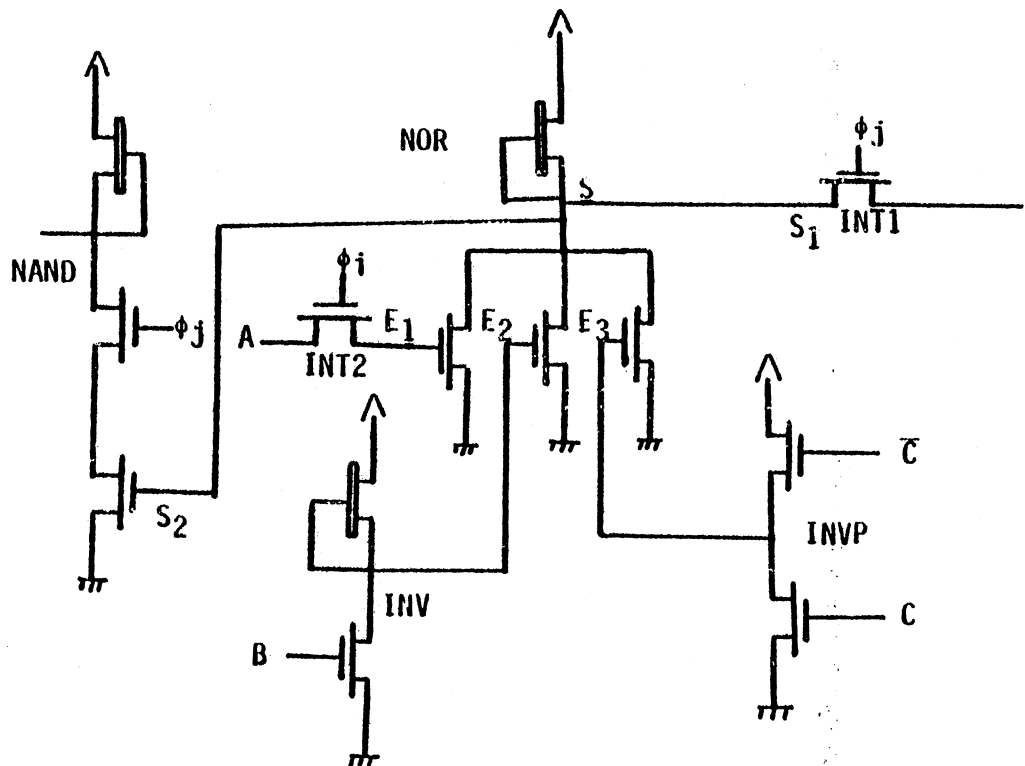 NOR
ϕj
S
S1 INT1
NAND
ϕi
ϕj
A
E1
E2
E3
INT2
C̅
S2
INVP
INV
C
B